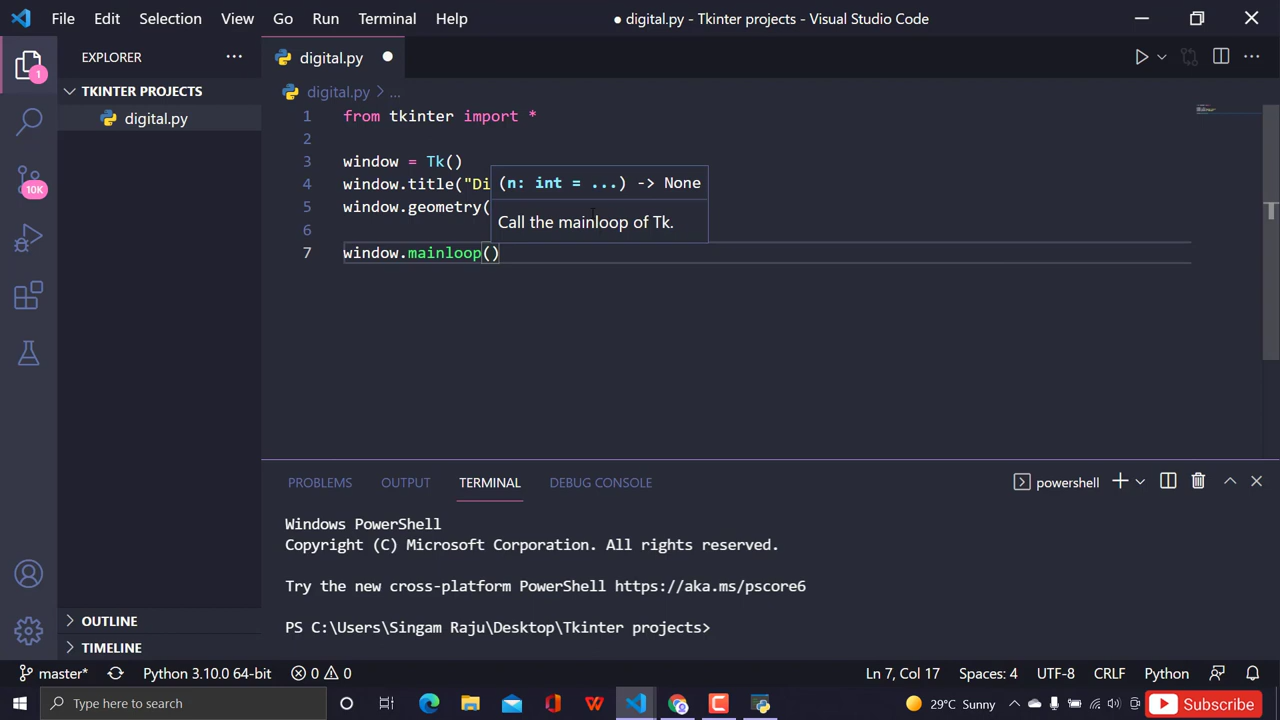 File Edit Selection View Go Run Terminal Help
● digital.py - Tkinter projects - Visual Studio Code
EXPLORER
digital.py
1
TKINTER PROJECTS
digital.py
digital.py > ...
10K
1 from tkinter import *
2
3 window = Tk()
4 window.title("Di
5 window.geometry(
6
7 window.mainloop()
(n: int = ...) -> None
Call the mainloop of Tk.
PROBLEMS OUTPUT TERMINAL DEBUG CONSOLE
powershell
Windows PowerShell
Copyright (C) Microsoft Corporation. All rights reserved.
Try the new cross-platform PowerShell https://aka.ms/pscore6
PS C:\Users\Singam Raju\Desktop\Tkinter projects>
OUTLINE
TIMELINE
master* Python 3.10.0 64-bit 0 0 Ln 7, Col 17 Spaces: 4 UTF-8 CRLF Python
Type here to search
29°C Sunny
Subscribe